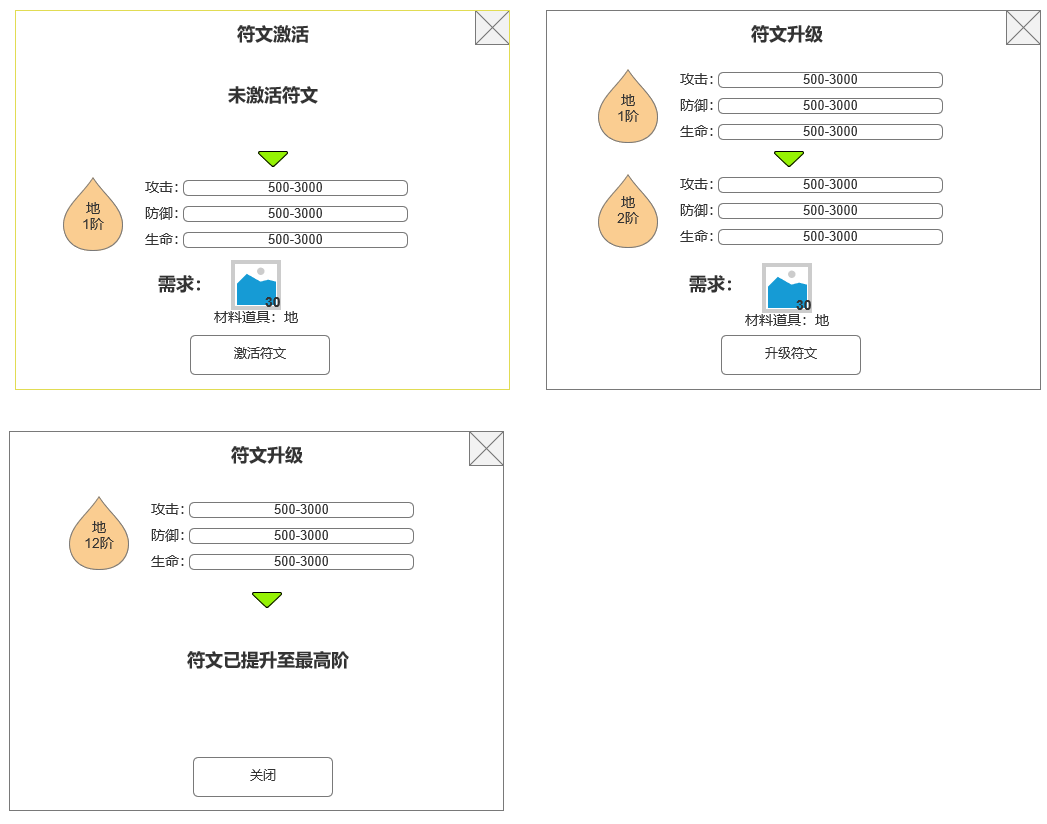 符文激活
未激活符文
地
1阶
攻击：500-3000
防御：500-3000
生命：500-3000
需求：
30
材料道具：地
激活符文
符文升级
地
1阶
攻击：500-3000
防御：500-3000
生命：500-3000
地
2阶
攻击：500-3000
防御：500-3000
生命：500-3000
需求：
30
材料道具：地
升级符文
符文升级
地
12阶
攻击：500-3000
防御：500-3000
生命：500-3000
符文已提升至最高阶
关闭